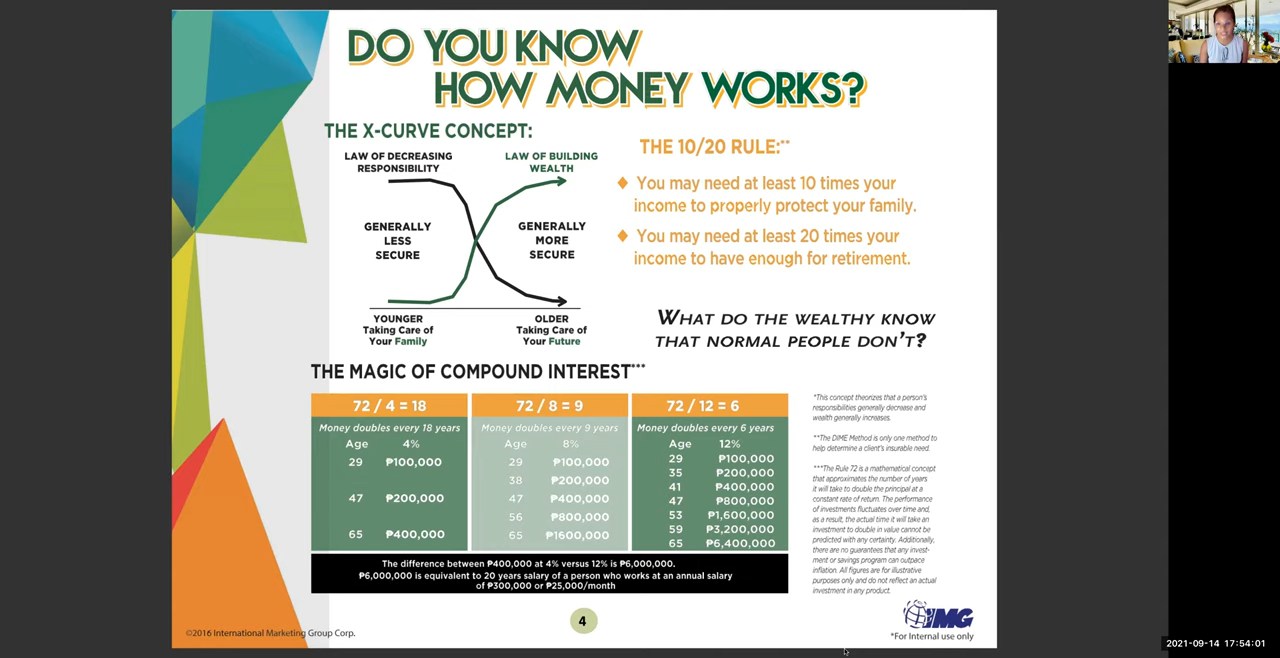 DO YOU KNOW
HOW MONEY WORKS?
THE X-CURVE CONCEPT:
LAW OF DECREASING
RESPONSIBILITY
LAW OF BUILDING
WEALTH
GENERALLY
LESS
SECURE
GENERALLY
MORE
SECURE
YOUNGER
Taking Care of
Your Family
OLDER
Taking Care of
Your Future
THE 10/20 RULE:**
You may need at least 10 times your
income to properly protect your family.
You may need at least 20 times your
income to have enough for retirement.
WHAT DO THE WEALTHY KNOW
THAT NORMAL PEOPLE DON'T?
THE MAGIC OF COMPOUND INTEREST***
72 / 4 = 18
Money doubles every 18 years
Age 4%
29 ₱100,000
47 ₱200,000
65 ₱400,000
72 / 8 = 9
Money doubles every 9 years
Age 8%
29 ₱100,000
38 ₱200,000
47 ₱400,000
56 ₱800,000
65 ₱1600,000
72 / 12 = 6
Money doubles every 6 years
Age 12%
29 ₱100,000
35 ₱200,000
41 ₱400,000
47 ₱800,000
53 ₱1,600,000
59 ₱3,200,000
65 ₱6,400,000
The difference between ₱400,000 at 4% versus 12% is ₱6,000,000.
₱6,000,000 is equivalent to 20 years salary of a person who works at an annual salary
of ₱300,000 or ₱25,000/month
*This concept theorizes that a person's
responsibilities generally decrease and
wealth generally increases.
**The DIME Method is only one method to
help determine a client's insurable need.
***The Rule 72 is a mathematical concept
that approximates the number of years
it will take to double the principal at a
constant rate of return. The performance
of investments fluctuates over time and,
as a result, the actual time it will take an
investment to double in value cannot be
predicted with any certainty. Additionally,
there are no guarantees that any invest-
ment or savings program can outpace
inflation. All figures are for illustrative
purposes only and do not reflect an actual
investment in any product.
IMG
*For Internal use only
4
©2016 International Marketing Group Corp.
2021-09-14 17:54:01